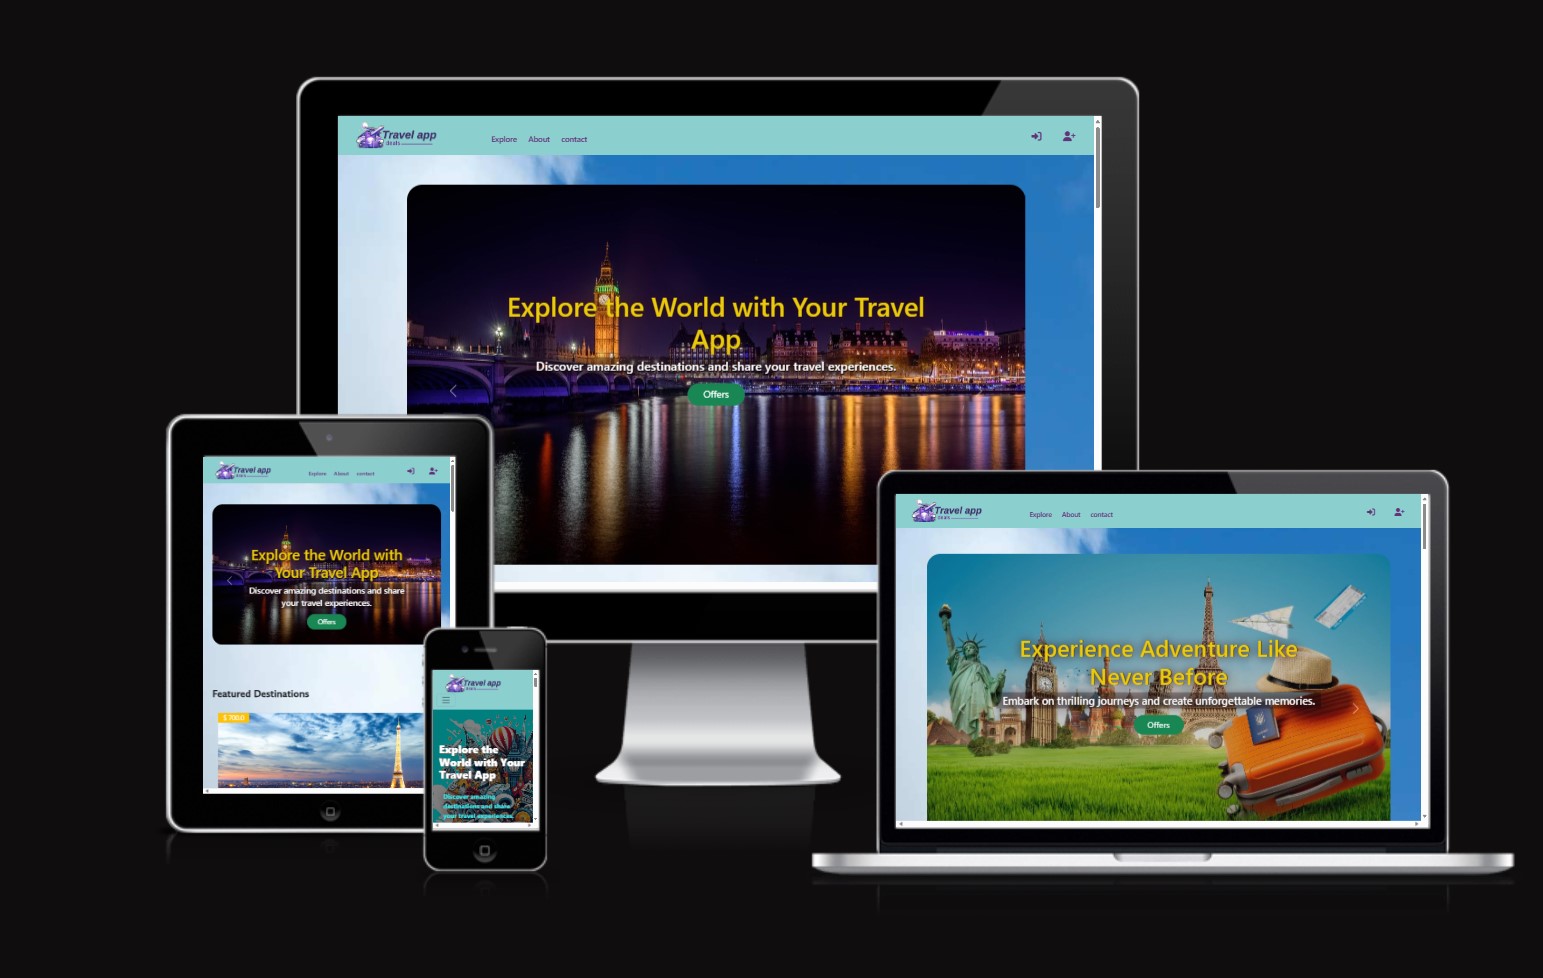 Travel app
deals
Explore About contact
Explore the World with Your Travel
App
Discover amazing destinations and share your travel experiences.
Offers
Travel app
deals
Explore About contact
Explore the World with
Your Travel App
Discover amazing destinations and share
your travel experiences.
Offers
Featured Destinations
$ 700.0
Travel app
deals
Explore the
World with Your
Travel App
Discover amazing
destinations and share
your travel experiences.
Travel app
deals
Explore About contact
Experience Adventure Like
Never Before
Embark on thrilling journeys and create unforgettable memories.
Offers